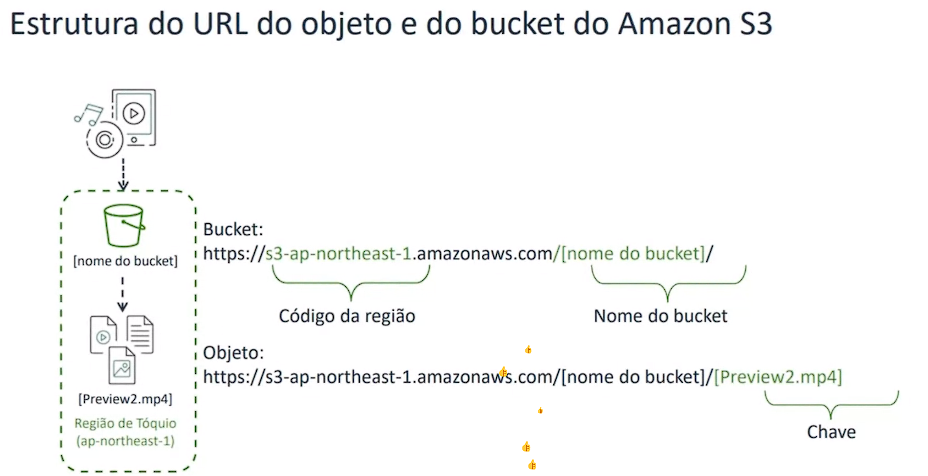 Estrutura do URL do objeto e do bucket do Amazon S3
[nome do bucket]
[Preview2.mp4]
Região de Tóquio
(ap-northeast-1)
Bucket:
https://s3-ap-northeast-1.amazonaws.com/[nome do bucket]/
Código da região
Nome do bucket
Objeto:
https://s3-ap-northeast-1.amazonaws.com/[nome do bucket]/[Preview2.mp4]
Chave